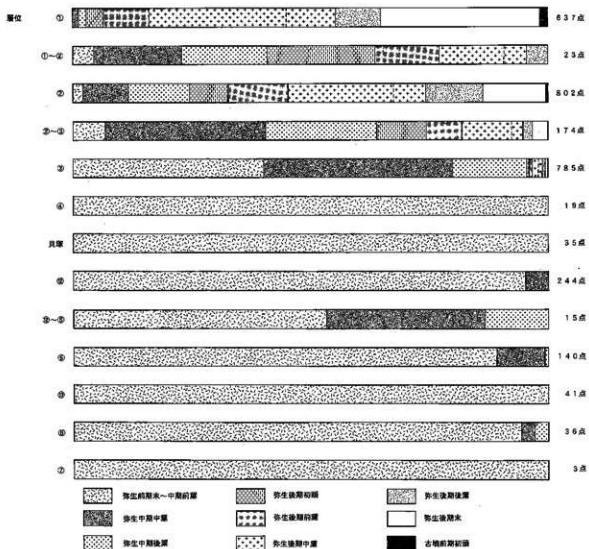 層位 ① 637点
①〜② 23点
② 802点
②〜③ 174点
③ 785点
④ 19点
貝塚 35点
244点
15点
⑤ 140点
41点
⑥ 36点
⑦ 3点
弥生前期末〜中期前葉 弥生後期初頭 弥生後期後葉
弥生中期中葉 弥生後期前葉 弥生後期末
弥生中期後葉 弥生後期中葉 古墳前期初頭